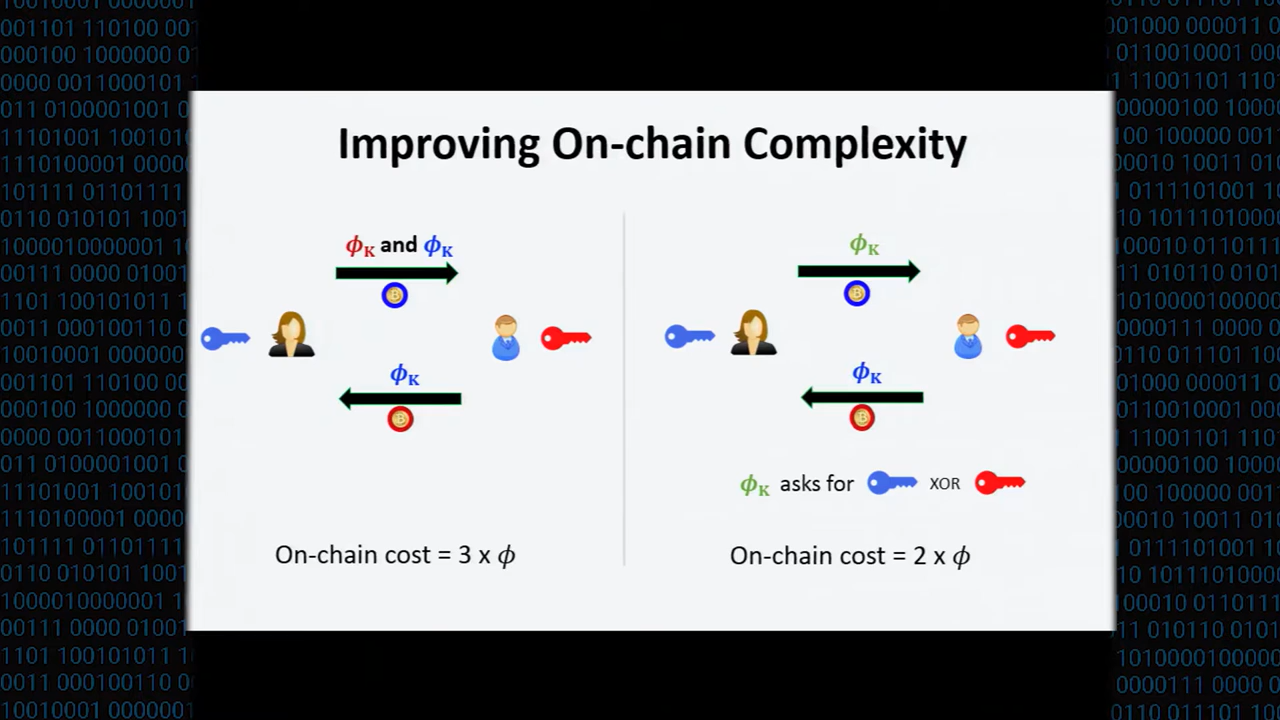 Improving On-chain Complexity
ϕK and ϕK
ϕK
On-chain cost = 3 x ϕ
ϕK
ϕK
ϕK asks for XOR
On-chain cost = 2 x ϕ